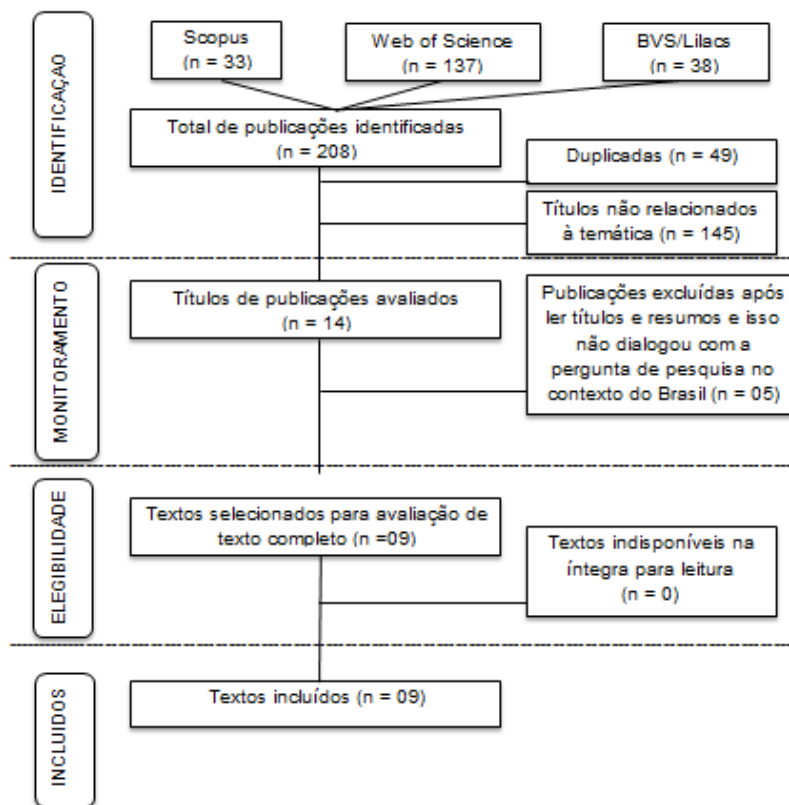 IDENTIFICAÇAO
Scopus
(n = 33)
Web of Science
(n = 137)
BVS/Lilacs
(n = 38)
Total de publicações identificadas
(n = 208)
Duplicadas (n = 49)
Títulos não relacionados
à temática (n = 145)
MONITORAMENTO
Títulos de publicações avaliados
(n = 14)
Publicações excluídas após
ler títulos e resumos e isso
não dialogou com a
pergunta de pesquisa no
contexto do Brasil (n = 05)
ELEGIBILIDADE
Textos selecionados para avaliação de
texto completo (n =09)
Textos indisponíveis na
íntegra para leitura
(n = 0)
INCLUIDOS
Textos incluídos (n = 09)